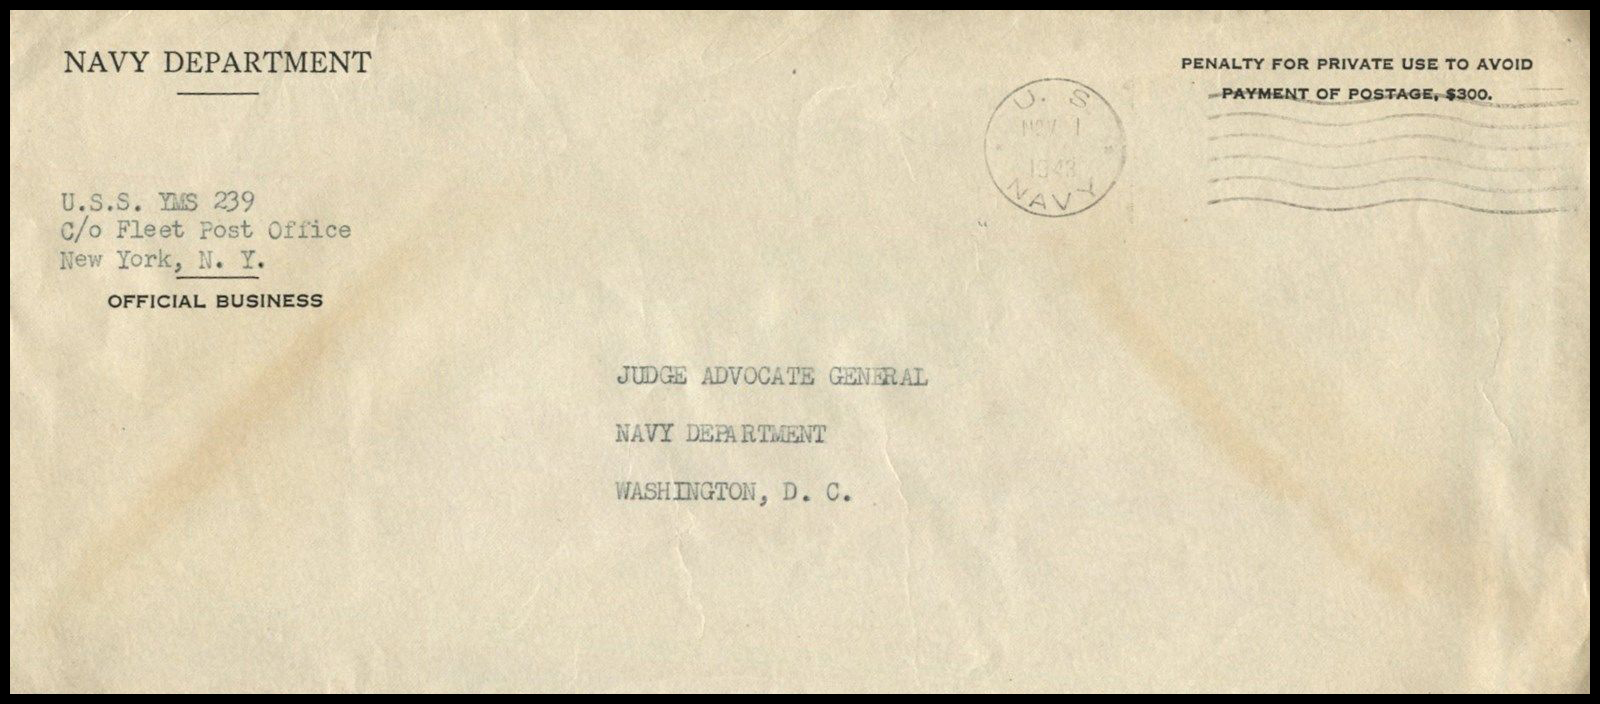 NAVY DEPARTMENT
U.S.S. YMS 239
C/o Fleet Post Office
New York, N. Y.
OFFICIAL BUSINESS
PENALTY FOR PRIVATE USE TO AVOID
PAYMENT OF POSTAGE, $300.
U. S
NOV 1
1943
NAVY
JUDGE ADVOCATE GENERAL
NAVY DEPARTMENT
WASHINGTON, D. C.